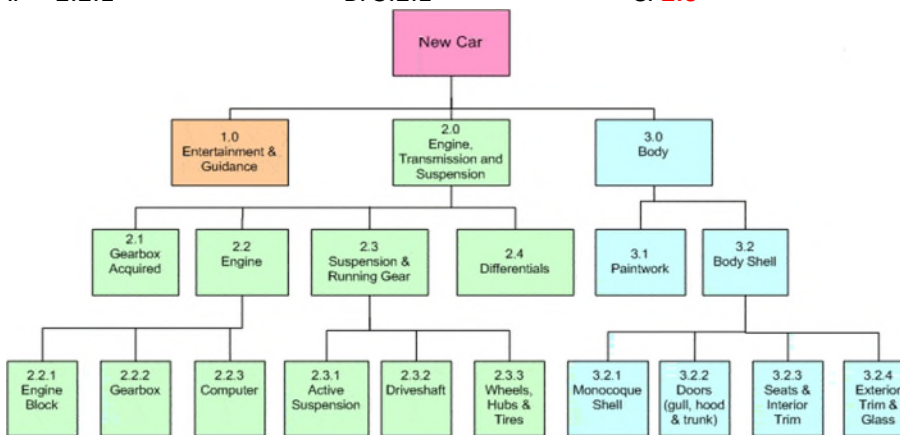 New Car
1.0
Entertainment &
Guidance
2.0
Engine,
Transmission and
Suspension
3.0
Body
2.1
Gearbox
Acquired
2.2
Engine
2.3
Suspension &
Running Gear
2.4
Differentials
3.1
Paintwork
3.2
Body Shell
2.2.1
Engine
Block
2.2.2
Gearbox
2.2.3
Computer
2.3.1
Active
Suspension
2.3.2
Driveshaft
2.3.3
Wheels,
Hubs &
Tires
3.2.1
Monocoque
Shell
3.2.2
Doors
(gull, hood
& trunk)
3.2.3
Seats &
Interior
Trim
3.2.4
Exterior
Trim &
Glass